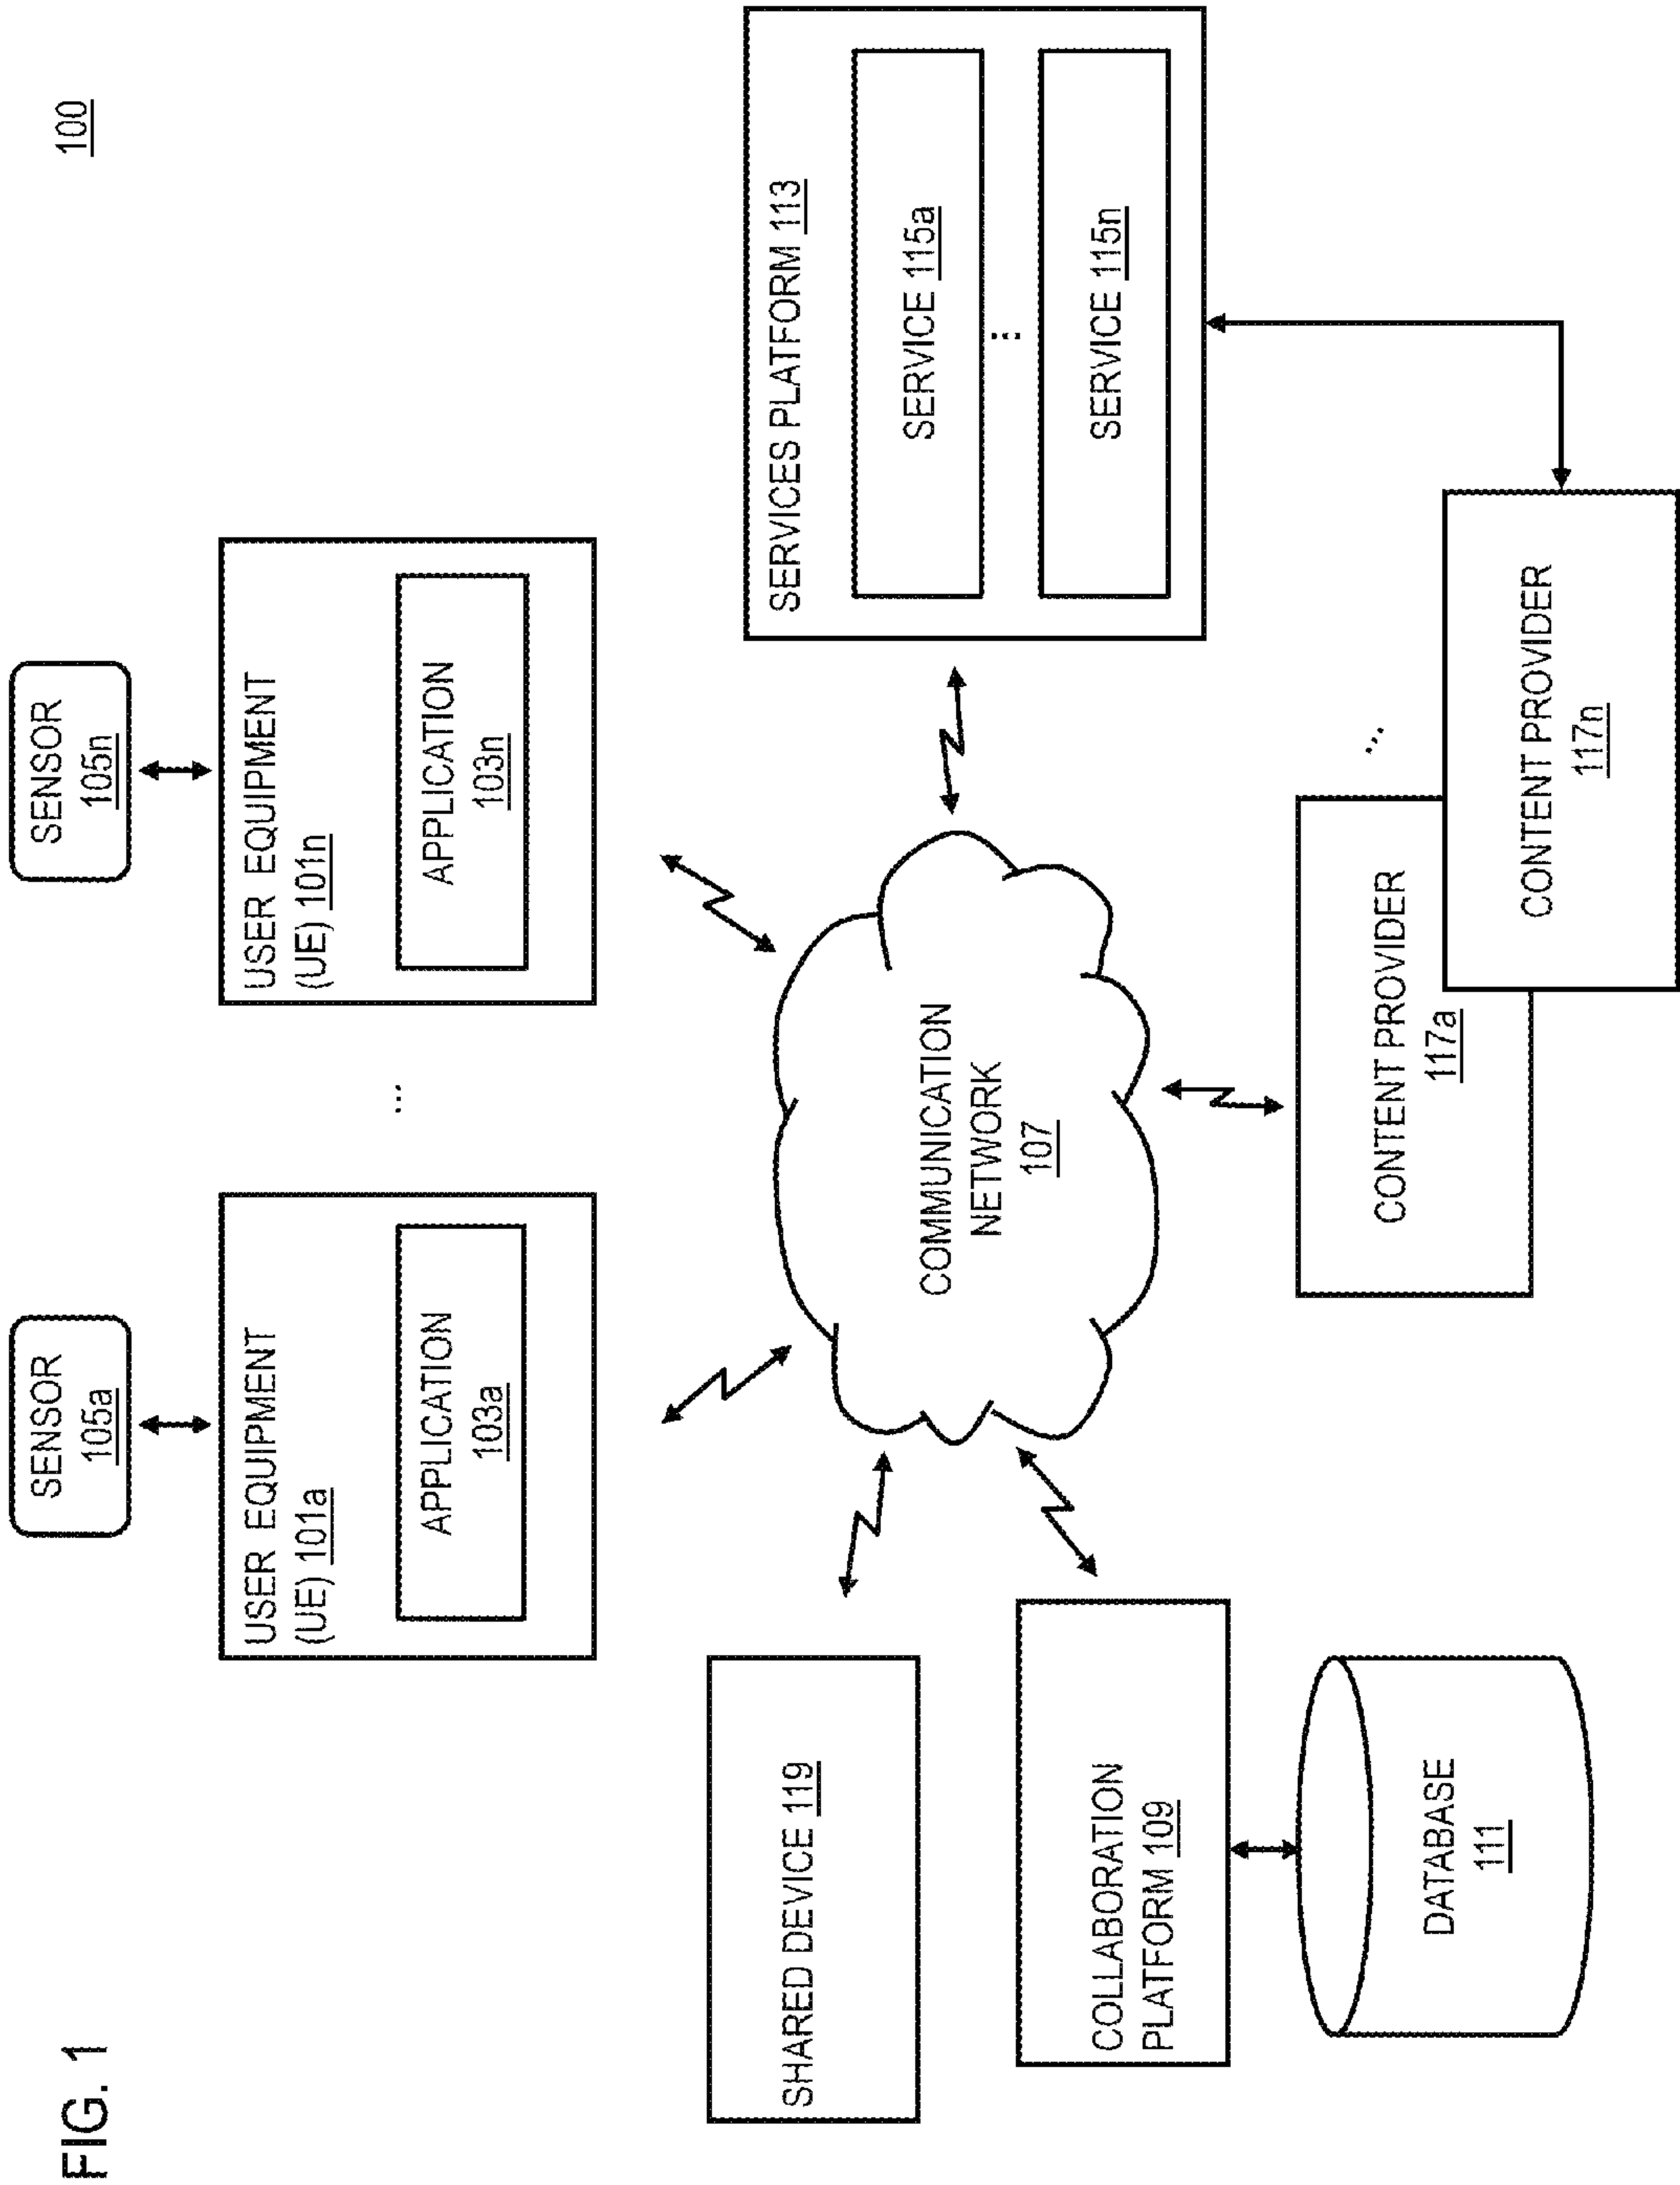 FIG. 1
100
SENSOR
105a
SENSOR
105n
USER EQUIPMENT
(UE) 101a
APPLICATION
103a
...
USER EQUIPMENT
(UE) 101n
APPLICATION
103n
SHARED DEVICE 119
COLLABORATION
PLATFORM 109
DATABASE
111
COMMUNICATION
NETWORK
107
SERVICES PLATFORM 113
SERVICE 115a
...
SERVICE 115n
CONTENT PROVIDER
117a
...
CONTENT PROVIDER
117n